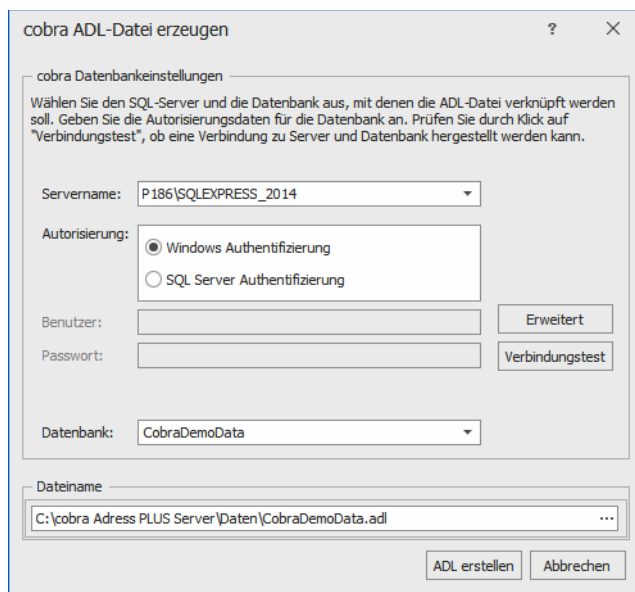 cobra ADL-Datei erzeugen ?
cobra Datenbankeinstellungen
Wählen Sie den SQL-Server und die Datenbank aus, mit denen die ADL-Datei verknüpft werden
soll. Geben Sie die Autorisierungsdaten für die Datenbank an. Prüfen Sie durch Klick auf
"Verbindungstest", ob eine Verbindung zu Server und Datenbank hergestellt werden kann.
Servername: P186\SQLEXPRESS_2014
Autorisierung:
Windows Authentifizierung
SQL Server Authentifizierung
Benutzer: Erweitert
Passwort: Verbindungstest
Datenbank: CobraDemoData
Dateiname
C:\cobra Adress PLUS Server\Daten\CobraDemoData.adl ...
ADL erstellen Abbrechen